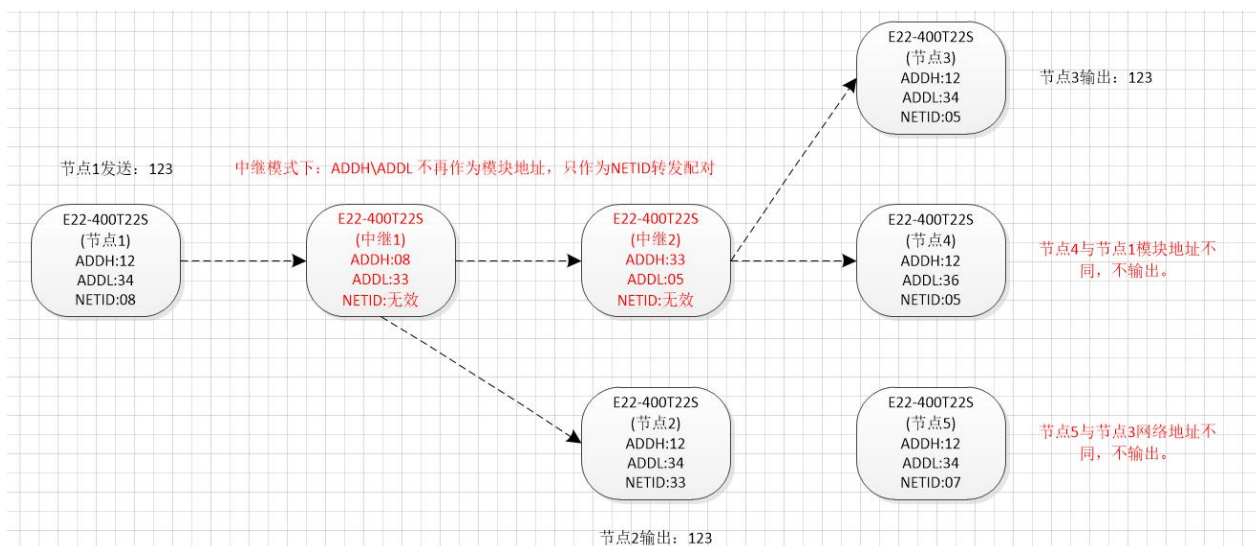 E22-400T22S
(节点3)
ADDH:12
ADDL:34
NETID:05
节点3输出：123
节点1发送：123
中继模式下：ADDH\ADDL 不再作为模块地址，只作为NETID转发配对
E22-400T22S
(节点1)
ADDH:12
ADDL:34
NETID:08
E22-400T22S
(中继1)
ADDH:08
ADDL:33
NETID:无效
E22-400T22S
(中继2)
ADDH:33
ADDL:05
NETID:无效
E22-400T22S
(节点4)
ADDH:12
ADDL:36
NETID:05
节点4与节点1模块地址不
同，不输出。
E22-400T22S
(节点2)
ADDH:12
ADDL:34
NETID:33
E22-400T22S
(节点5)
ADDH:12
ADDL:34
NETID:07
节点5与节点3网络地址不
同，不输出。
节点2输出：123